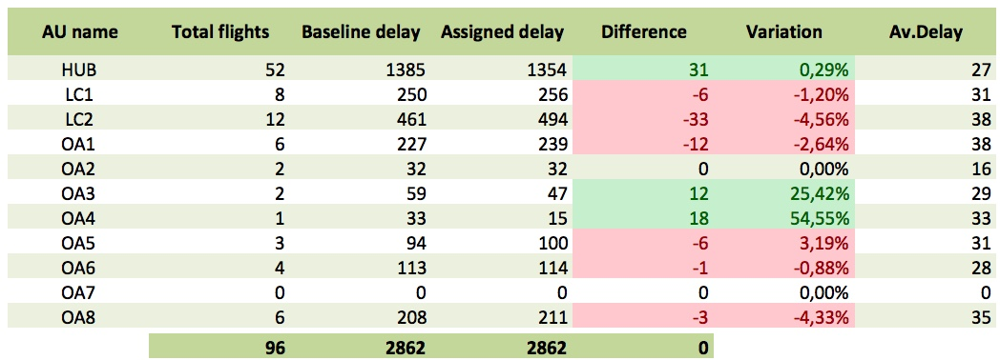 AU name Total flights Baseline delay Assigned delay Difference Variation Av.Delay
HUB 52 1385 1354 31 0,29% 27
LC1 8 250 256 -6 -1,20% 31
LC2 12 461 494 -33 -4,56% 38
OA1 6 227 239 -12 -2,64% 38
OA2 2 32 32 0 0,00% 16
OA3 2 59 47 12 25,42% 29
OA4 1 33 15 18 54,55% 33
OA5 3 94 100 -6 3,19% 31
OA6 4 113 114 -1 -0,88% 28
OA7 0 0 0 0 0,00% 0
OA8 6 208 211 -3 -4,33% 35
96 2862 2862 0